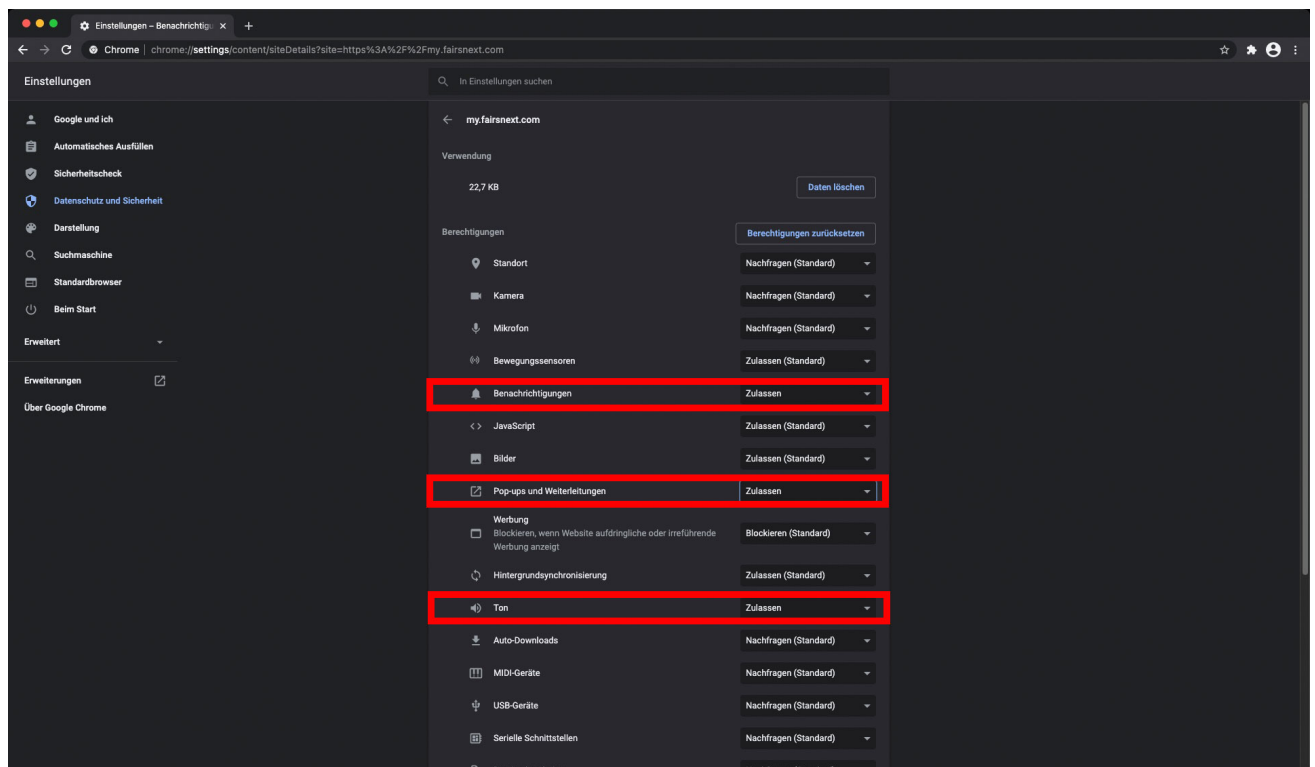 Einstellungen – Benachrichtig
Chrome | chrome://settings/content/siteDetails?site=https%3A%2F%2Fmy.fairsnext.com
Einstellungen
In Einstellungen suchen
Google und ich
Automatisches Ausfüllen
Sicherheitscheck
Datenschutz und Sicherheit
Darstellung
Suchmaschine
Standardbrowser
Beim Start
Erweitert
Erweiterungen
Über Google Chrome
my.fairsnext.com
Verwendung
22,7 KB Daten löschen
Berechtigungen Berechtigungen zurücksetzen
Standort Nachfragen (Standard)
Kamera Nachfragen (Standard)
Mikrofon Nachfragen (Standard)
Bewegungssensoren Zulassen (Standard)
Benachrichtigungen Zulassen
JavaScript Zulassen (Standard)
Bilder Zulassen (Standard)
Pop-ups und Weiterleitungen Zulassen
Werbung
Blockieren, wenn Website aufdringliche oder irreführende Blockieren (Standard)
Werbung anzeigt
Hintergrundsynchronisierung Zulassen (Standard)
Ton Zulassen
Auto-Downloads Nachfragen (Standard)
MIDI-Geräte Nachfragen (Standard)
USB-Geräte Nachfragen (Standard)
Serielle Schnittstellen Nachfragen (Standard)